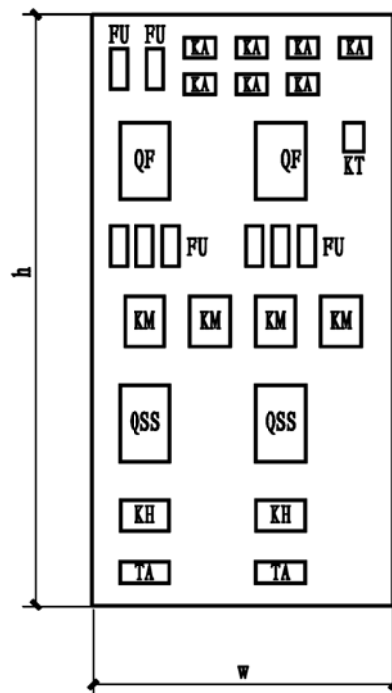 FU FU
KA KA KA KA
KA KA KA
QF QF
KT
FU FU
h
KM KM KM KM
QSS QSS
KH KH
TA TA
w